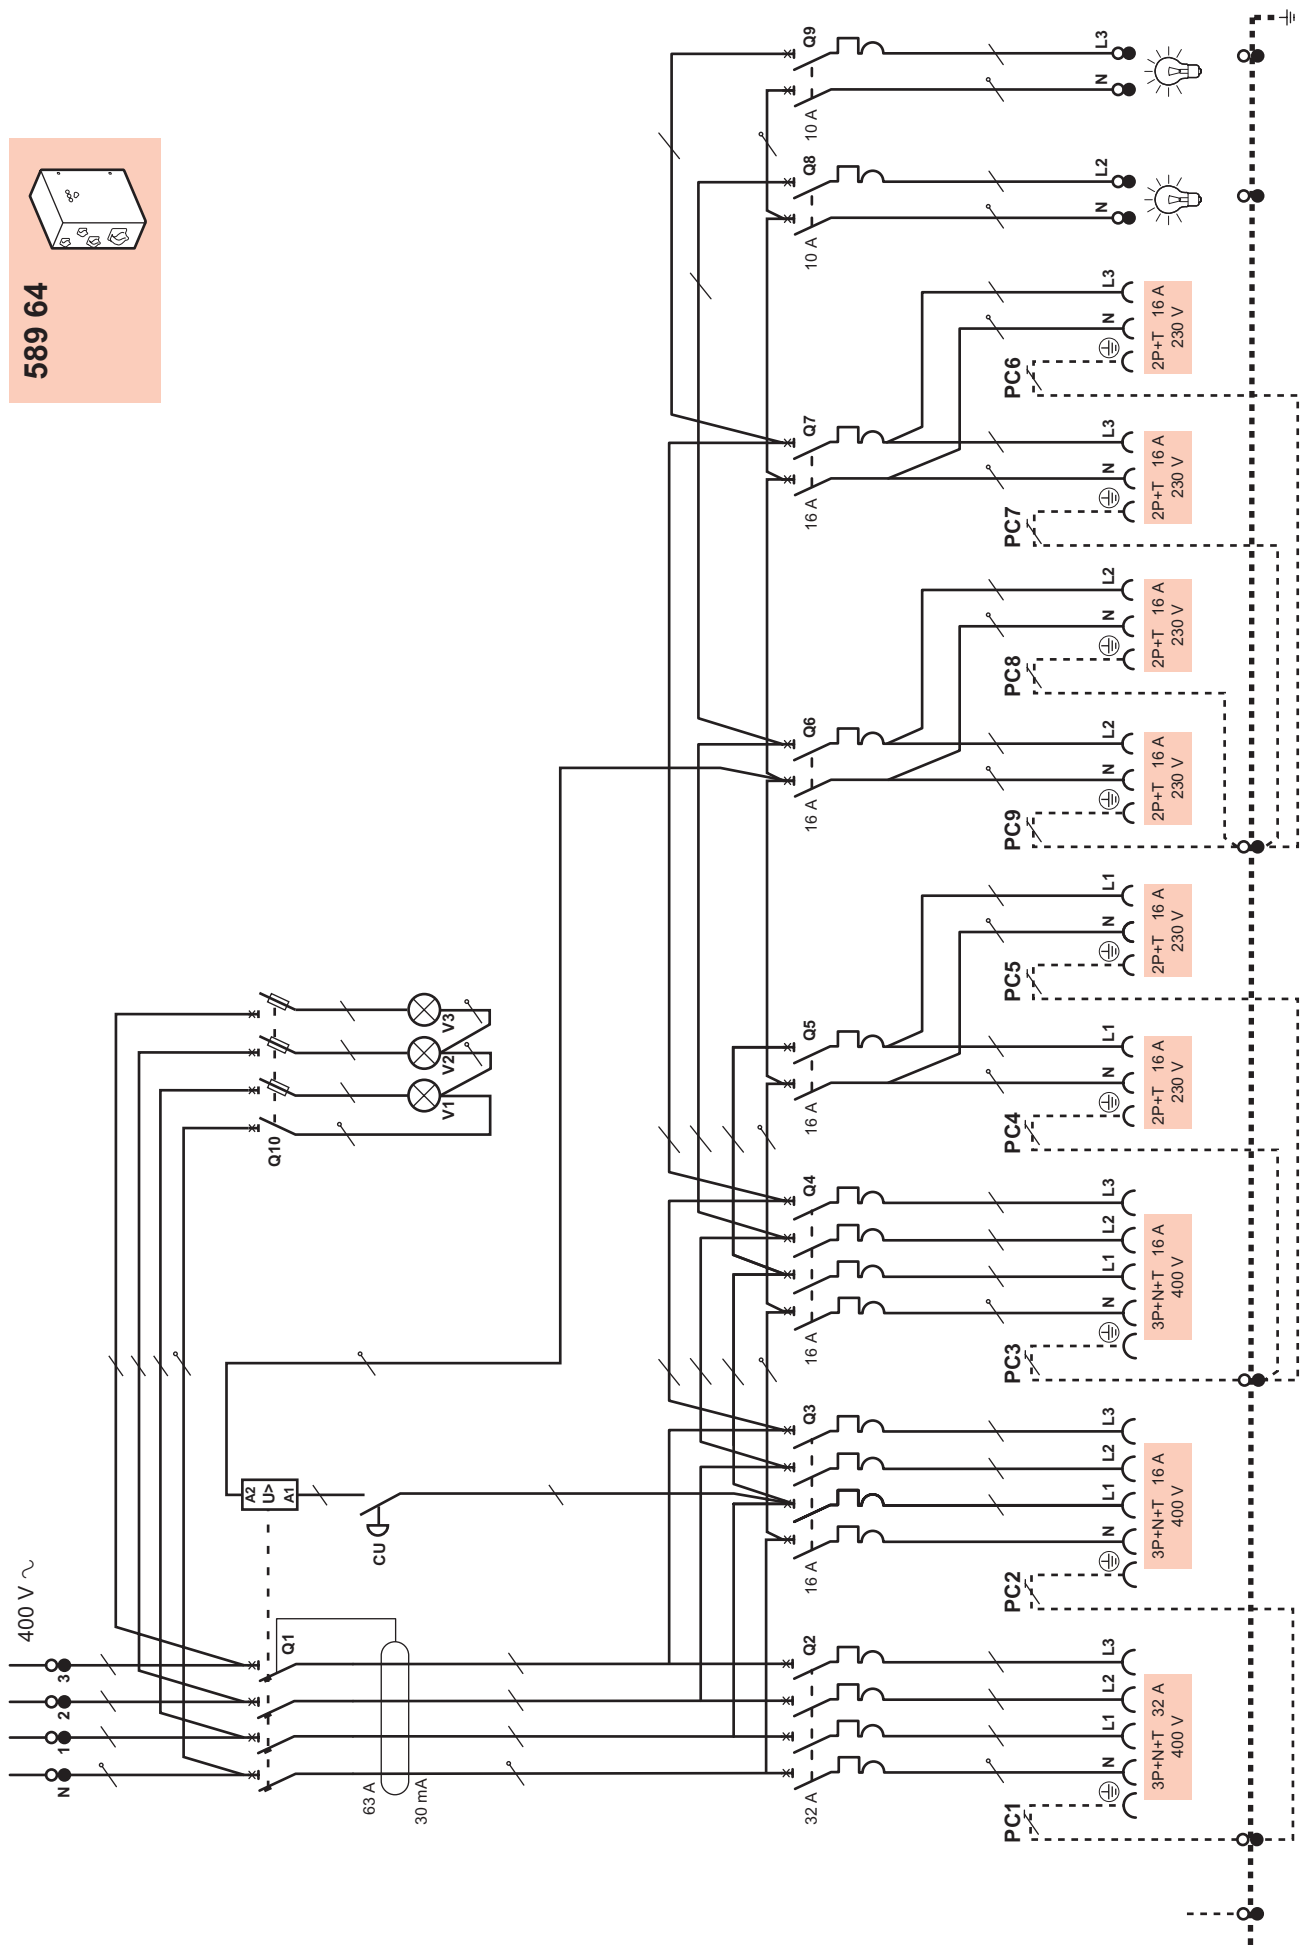 589 64
400 V ~
N
1
2
3
Q1
63 A
30 mA
A2
U>
A1
CU
Q10
V1
V2
V3
Q2
32 A
Q3
16 A
Q4
16 A
Q5
16 A
Q6
16 A
Q7
16 A
Q8
10 A
Q9
10 A
PC1
N
L1
L2
L3
3P+N+T 32 A
400 V
PC2
N
L1
L2
L3
3P+N+T 16 A
400 V
PC3
N
L1
L2
L3
3P+N+T 16 A
400 V
PC4
N
L1
2P+T 16 A
230 V
PC5
N
L1
2P+T 16 A
230 V
PC9
N
L2
2P+T 16 A
230 V
PC8
N
L2
2P+T 16 A
230 V
PC7
N
L3
2P+T 16 A
230 V
PC6
N
L3
2P+T 16 A
230 V
N
L2
N
L3